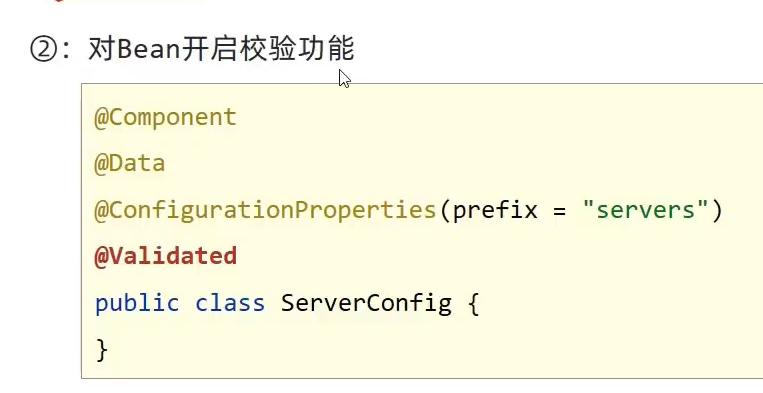 ②：对Bean开启校验功能
@Component
@Data
@ConfigurationProperties(prefix = "servers")
@Validated
public class ServerConfig {
}